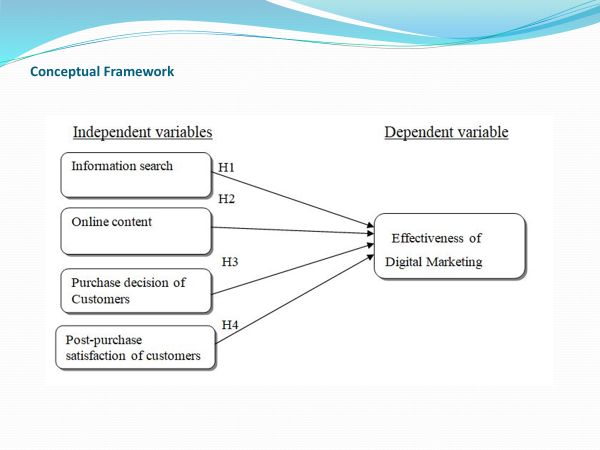 Conceptual Framework
Independent variables
Dependent variable
Information search
H1
H2
Online content
Effectiveness of
Digital Marketing
H3
Purchase decision of
Customers
H4
Post-purchase
satisfaction of customers